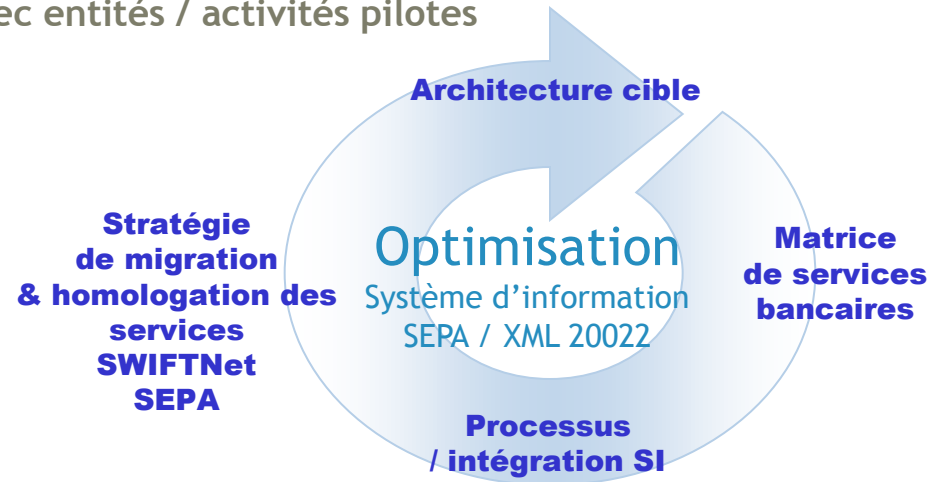 ec entités / activités pilotes
Architecture cible
Stratégie
de migration
& homologation des
services
SWIFTNet
SEPA
Optimisation
Système d’information
SEPA / XML 20022
Matrice
de services
bancaires
Processus
/ intégration SI